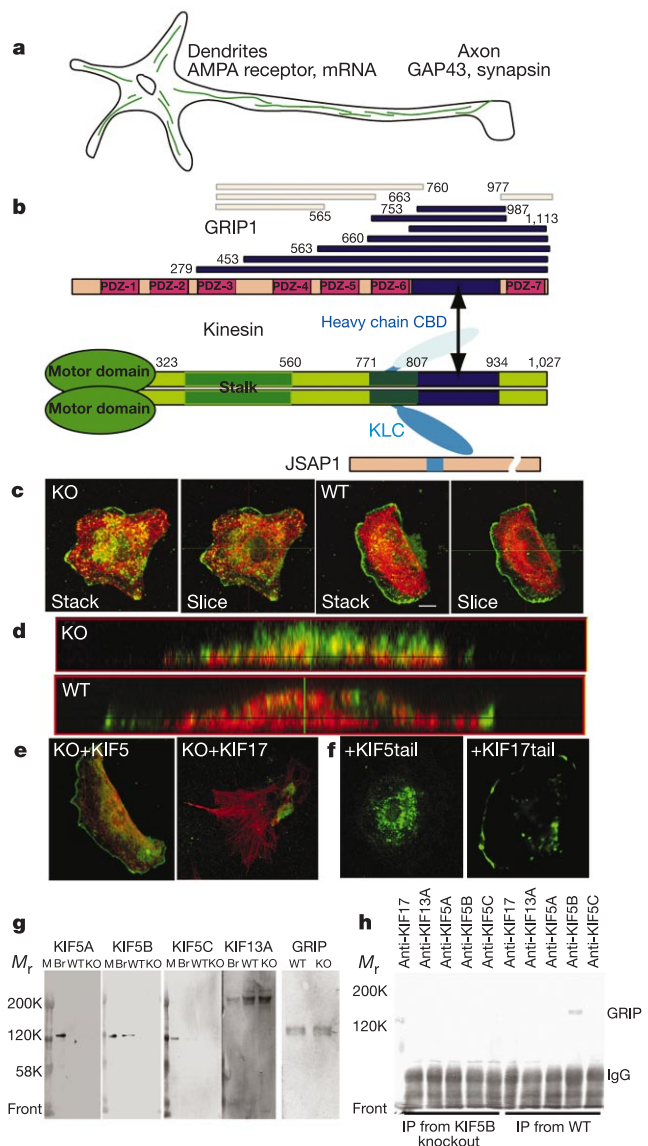 a
Dendrites
AMPA receptor, mRNA
Axon
GAP43, synapsin
b
760
977
663
565
753
987
GRIP1
660
1,113
563
453
279
PDZ-1 PDZ-2 PDZ-3 PDZ-4 PDZ-5 PDZ-6 PDZ-7
Kinesin
Heavy chain CBD
323 560 771 807 934 1,027
Motor domain
Stalk
Motor domain
KLC
JSAP1
c
KO
WT
Stack
Slice
Stack
Slice
d
KO
WT
e
KO+KIF5
KO+KIF17
f
+KIF5tail
+KIF17tail
g
KIF5A KIF5B KIF5C KIF13A GRIP
Mr
M Br WT KO
M Br WT KO
M Br WT KO
Br WT KO
WT KO
200K
120K
58K
Front
h
Anti-KIF17
Anti-KIF13A
Anti-KIF5A
Anti-KIF5B
Anti-KIF5C
Anti-KIF17
Anti-KIF13A
Anti-KIF5A
Anti-KIF5B
Anti-KIF5C
Mr
200K
120K
GRIP
IgG
Front
IP from KIF5B
knockout
IP from WT